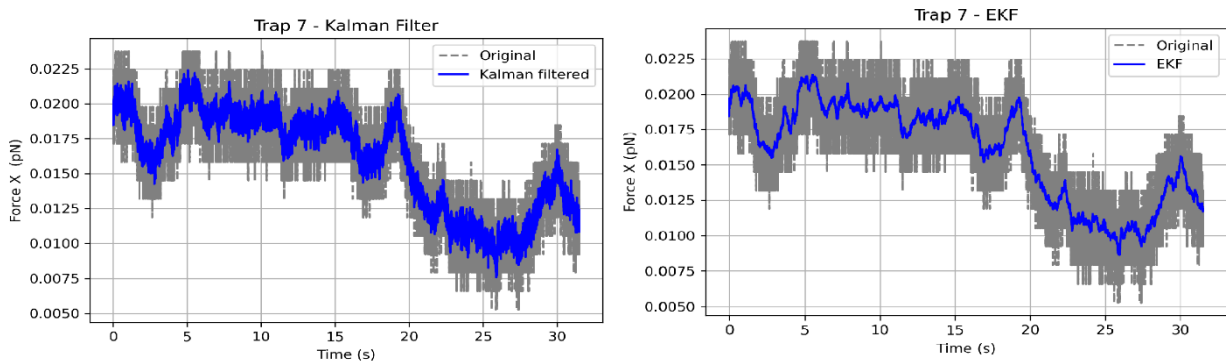 Trap 7 - Kalman Filter
Original
Kalman filtered
0.0225
0.0200
0.0175
0.0150
0.0125
0.0100
0.0075
0.0050
Force X (pN)
0 5 10 15 20 25 30
Time (s)
Trap 7 - EKF
Original
EKF
0.0225
0.0200
0.0175
0.0150
0.0125
0.0100
0.0075
0.0050
Force X (pN)
0 5 10 15 20 25 30
Time (s)